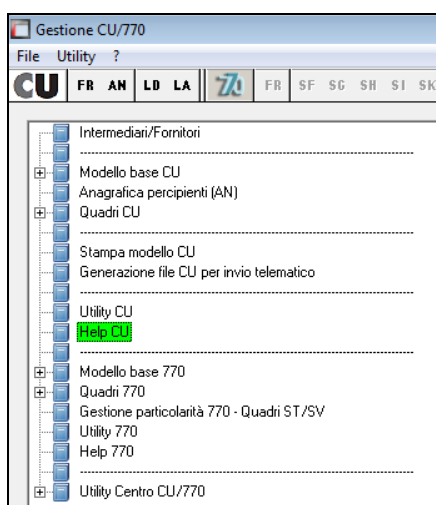 Gestione CU/770
File Utility ?
CU FR AN LD LA 770 FR SF SG SH SI SK
Intermediari/Fornitori
Modello base CU
Anagrafica percipienti (AN)
Quadri CU
Stampa modello CU
Generazione file CU per invio telematico
Utility CU
Help CU
Modello base 770
Quadri 770
Gestione particolarità 770 - Quadri ST/SV
Utility 770
Help 770
Utility Centro CU/770